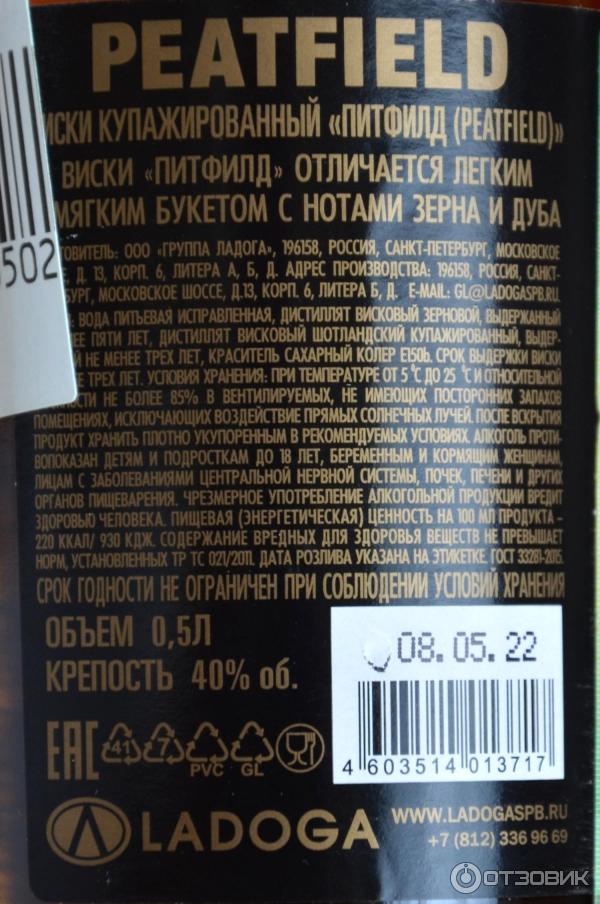 PEATFIELD
КУПАЖИРОВАННЫЙ «ПИТФИЛД (PEATFIELD)»
ВИСКИ «ПИТФИЛД» ОТЛИЧАЕТСЯ ЛЕГКИМ
МЯГКИМ БУКЕТОМ С НОТАМИ ЗЕРНА И ДУБА
502
ООО «ГРУППА ЛАДОГА», 196158, РОССИЯ, САНКТ-ПЕТЕРБУРГ, МОСКОВСКОЕ
Д. 13, КОРП. 6, ЛИТЕРА А, Б, Д. АДРЕС ПРОИЗВОДСТВА: 196158, РОССИЯ, САНКТ-
МОСКОВСКОЕ ШОССЕ, Д.13, КОРП. 6, ЛИТЕРА Б, Д. E-MAIL: GL@LADOGASPB.RU.
ВОДА ПИТЬЕВАЯ ИСПРАВЛЕННАЯ, ДИСТИЛЛЯТ ВИСКОВЫЙ ЗЕРНОВОЙ, ВЫДЕРЖАННЫЙ
ПЯТИ ЛЕТ, ДИСТИЛЛЯТ ВИСКОВЫЙ ШОТЛАНДСКИЙ КУПАЖИРОВАННЫЙ, ВЫДЕР-
НЕ МЕНЕЕ ТРЕХ ЛЕТ, КРАСИТЕЛЬ САХАРНЫЙ КОЛЕР E150b. СРОК ВЫДЕРЖКИ ВИСКИ
ТРЕХ ЛЕТ. УСЛОВИЯ ХРАНЕНИЯ: ПРИ ТЕМПЕРАТУРЕ ОТ 5 °С ДО 25 °С И ОТНОСИТЕЛЬНОЙ
НЕ БОЛЕЕ 85% В ВЕНТИЛИРУЕМЫХ, НЕ ИМЕЮЩИХ ПОСТОРОННИХ ЗАПАХОВ
ПОМЕЩЕНИЯХ, ИСКЛЮЧАЮЩИХ ВОЗДЕЙСТВИЕ ПРЯМЫХ СОЛНЕЧНЫХ ЛУЧЕЙ. ПОСЛЕ ВСКРЫТИЯ
ПРОДУКТ ХРАНИТЬ ПЛОТНО УКУПОРЕННЫМ В РЕКОМЕНДУЕМЫХ УСЛОВИЯХ. АЛКОГОЛЬ ПРОТИ-
ВОПОКАЗАН ДЕТЯМ И ПОДРОСТКАМ ДО 18 ЛЕТ, БЕРЕМЕННЫМ И КОРМЯЩИМ ЖЕНЩИНАМ,
ЛИЦАМ С ЗАБОЛЕВАНИЯМИ ЦЕНТРАЛЬНОЙ НЕРВНОЙ СИСТЕМЫ, ПОЧЕК, ПЕЧЕНИ И ДРУГИХ
ОРГАНОВ ПИЩЕВАРЕНИЯ. ЧРЕЗМЕРНОЕ УПОТРЕБЛЕНИЕ АЛКОГОЛЬНОЙ ПРОДУКЦИИ ВРЕДИТ
ЗДОРОВЬЮ ЧЕЛОВЕКА. ПИЩЕВАЯ (ЭНЕРГЕТИЧЕСКАЯ) ЦЕННОСТЬ НА 100 МЛ ПРОДУКТА –
220 ККАЛ/ 930 КДЖ. СОДЕРЖАНИЕ ВРЕДНЫХ ДЛЯ ЗДОРОВЬЯ ВЕЩЕСТВ НЕ ПРЕВЫШАЕТ
НОРМ, УСТАНОВЛЕННЫХ ТР ТС 021/2011. ДАТА РОЗЛИВА УКАЗАНА НА ЭТИКЕТКЕ. ГОСТ 33281-2015.
СРОК ГОДНОСТИ НЕ ОГРАНИЧЕН ПРИ СОБЛЮДЕНИИ УСЛОВИЙ ХРАНЕНИЯ
ОБЪЕМ 0,5Л
КРЕПОСТЬ 40% об.
08. 05. 22
4 603514 013717
EAC 41 7 PVC GL
LADOGA
WWW.LADOGASPB.RU
+7 (812) 336 96 69
ОТЗОВИК